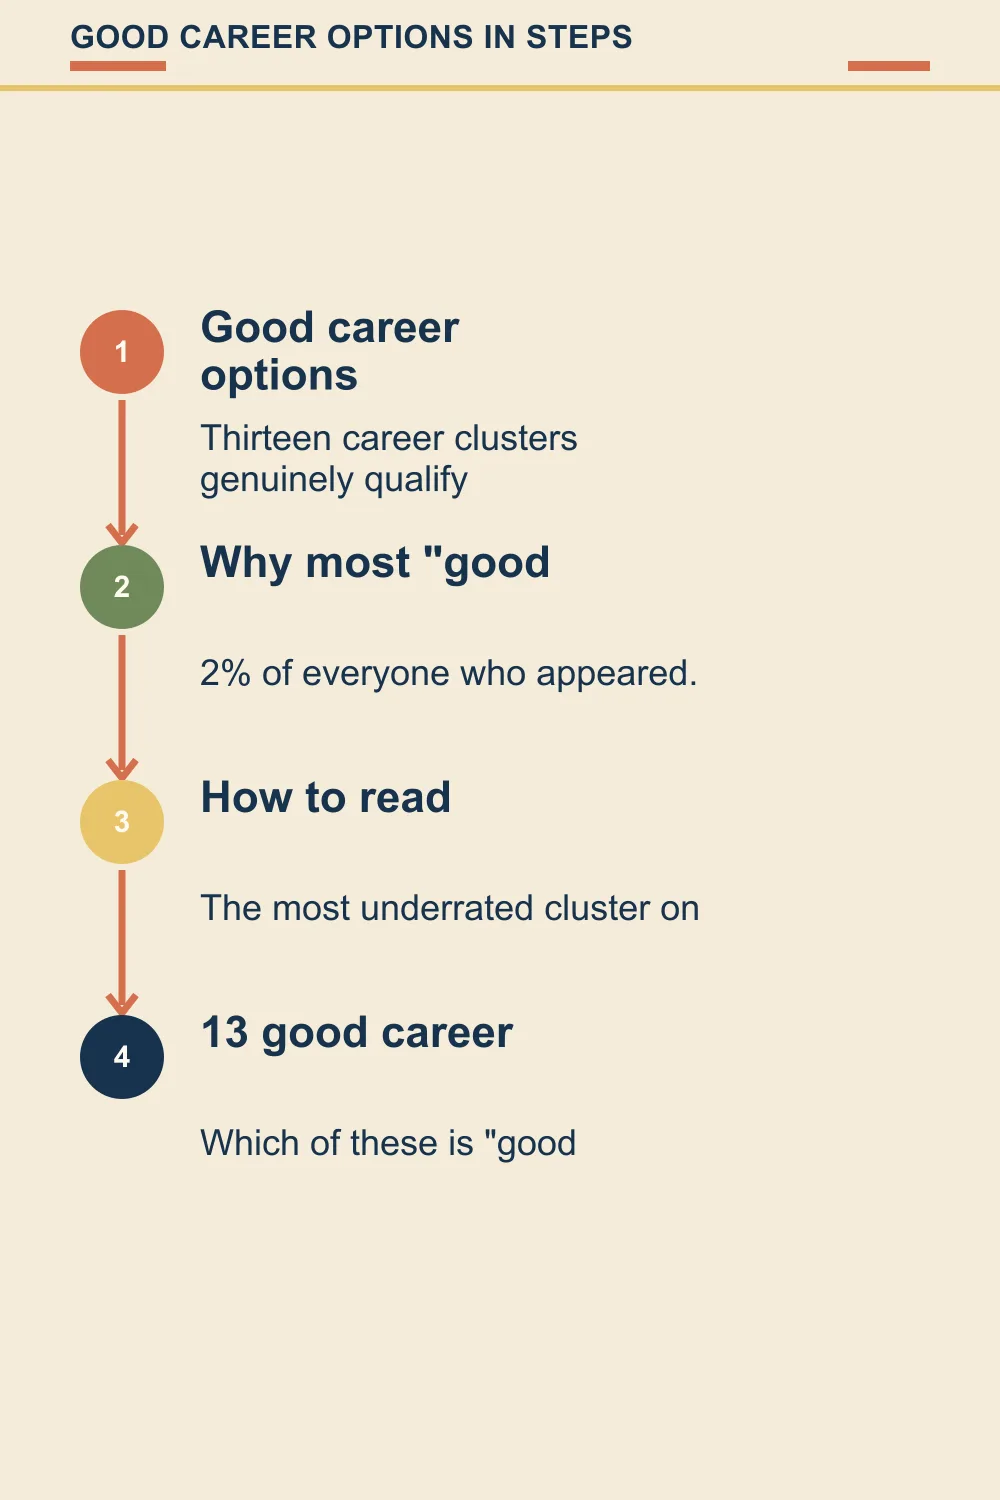 GOOD CAREER OPTIONS IN STEPS
1
Good career
options
Thirteen career clusters
genuinely qualify
2
Why most "good
2% of everyone who appeared.
3
How to read
The most underrated cluster on
4
13 good career
Which of these is "good